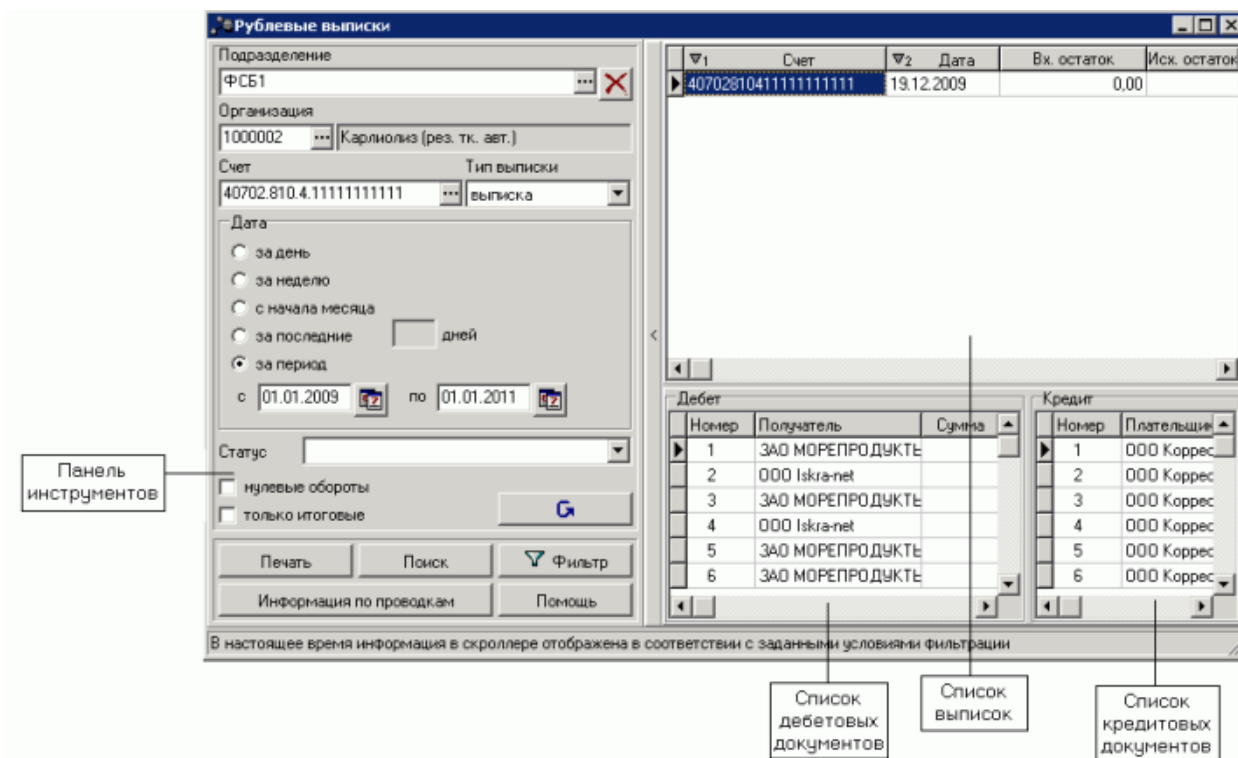 Рублевые выписки
Подразделение
ФСБ1
Организация
1000002 Карлиолиз (рез. тк. авт.)
Счет Тип выписки
40702.810.4.11111111111 выписка
Дата
за день
за неделю
с начала месяца
за последние дней
за период
с 01.01.2009 по 01.01.2011
Статус
нулевые обороты
только итоговые
Печать Поиск Фильтр
Информация по проводкам Помощь
1 Счет 2 Дата Вх. остаток Исх. остаток
40702810411111111111 19.12.2009 0,00
Дебет
Номер Получатель Сумма
1 ЗАО МОРЕПРОДУКТЫ
2 ООО Iskra-net
3 ЗАО МОРЕПРОДУКТЫ
4 ООО Iskra-net
5 ЗАО МОРЕПРОДУКТЫ
6 ЗАО МОРЕПРОДУКТЫ
Кредит
Номер Плательщик
1 ООО Коррес
2 ООО Коррес
3 ООО Коррес
4 ООО Коррес
5 ООО Коррес
6 ООО Коррес
В настоящее время информация в скроллере отображена в соответствии с заданными условиями фильтрации
Панель
инструментов
Список
дебетовых
документов
Список
выписок
Список
кредитовых
документов